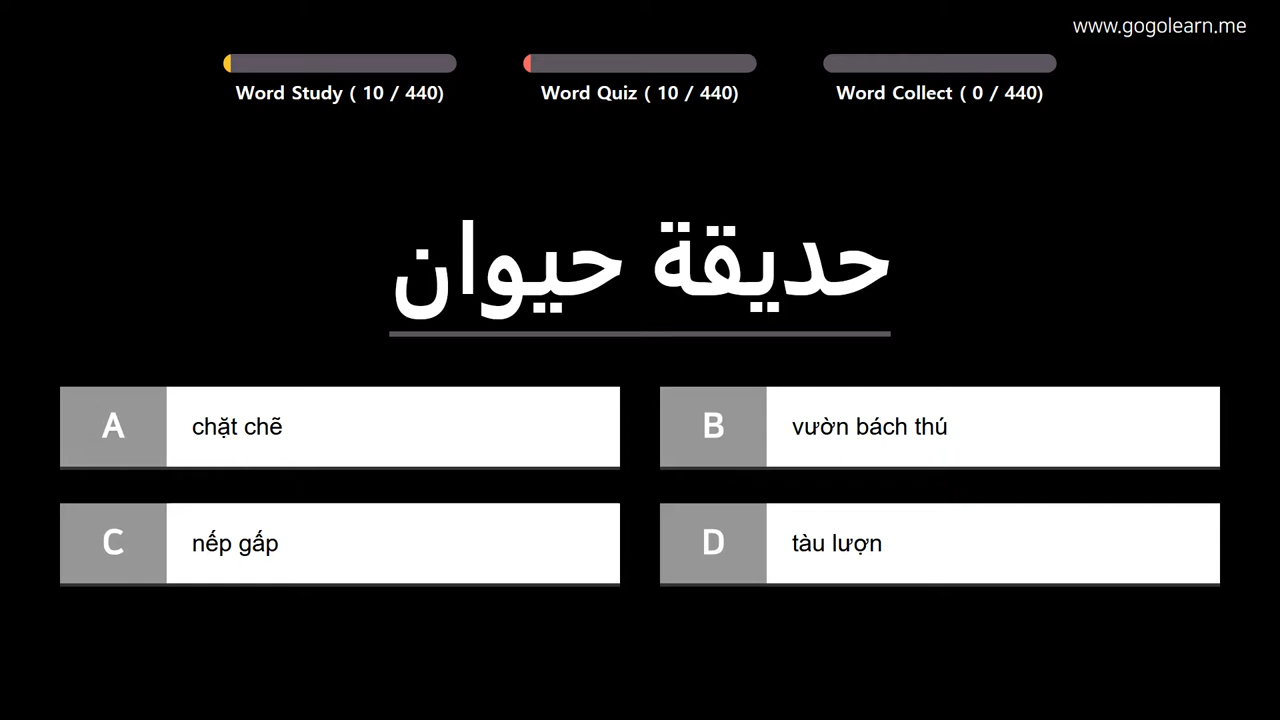 www.gogolearn.me
Word Study ( 10 / 440)
Word Quiz ( 10 / 440)
Word Collect ( 0 / 440)
حديقة حيوان
A chặt chẽ
B vườn bách thú
C nếp gấp
D tàu lượn